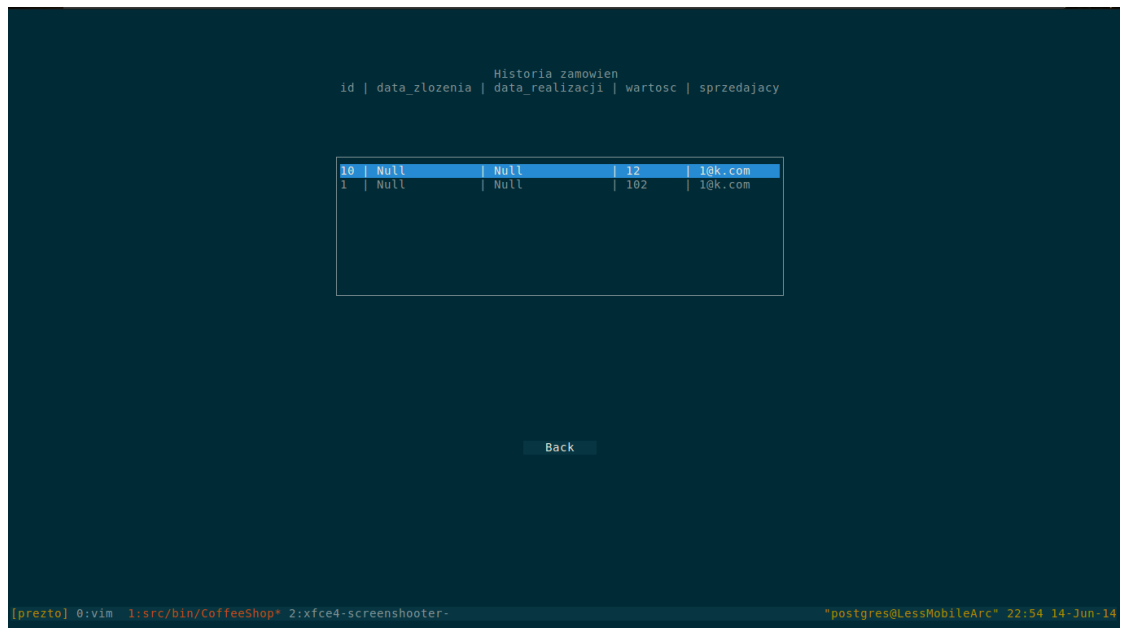 Historia zamowien
id | data_zlozenia | data_realizacji | wartosc | sprzedajacy
10 | Null | Null | 12 | 1@k.com
1 | Null | Null | 102 | 1@k.com
Back
[prezto] 0:vim 1:src/bin/CoffeeShop* 2:xfce4-screenshooter- "postgres@LessMobileArc" 22:54 14-Jun-14